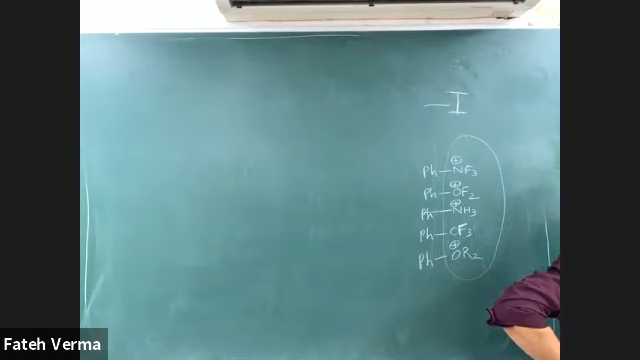 —I
Ph—N⊕F₃
Ph—O⊕F₂
Ph—N⊕H₃
Ph—CF₃
Ph—O⊕R₂
Fateh Verma